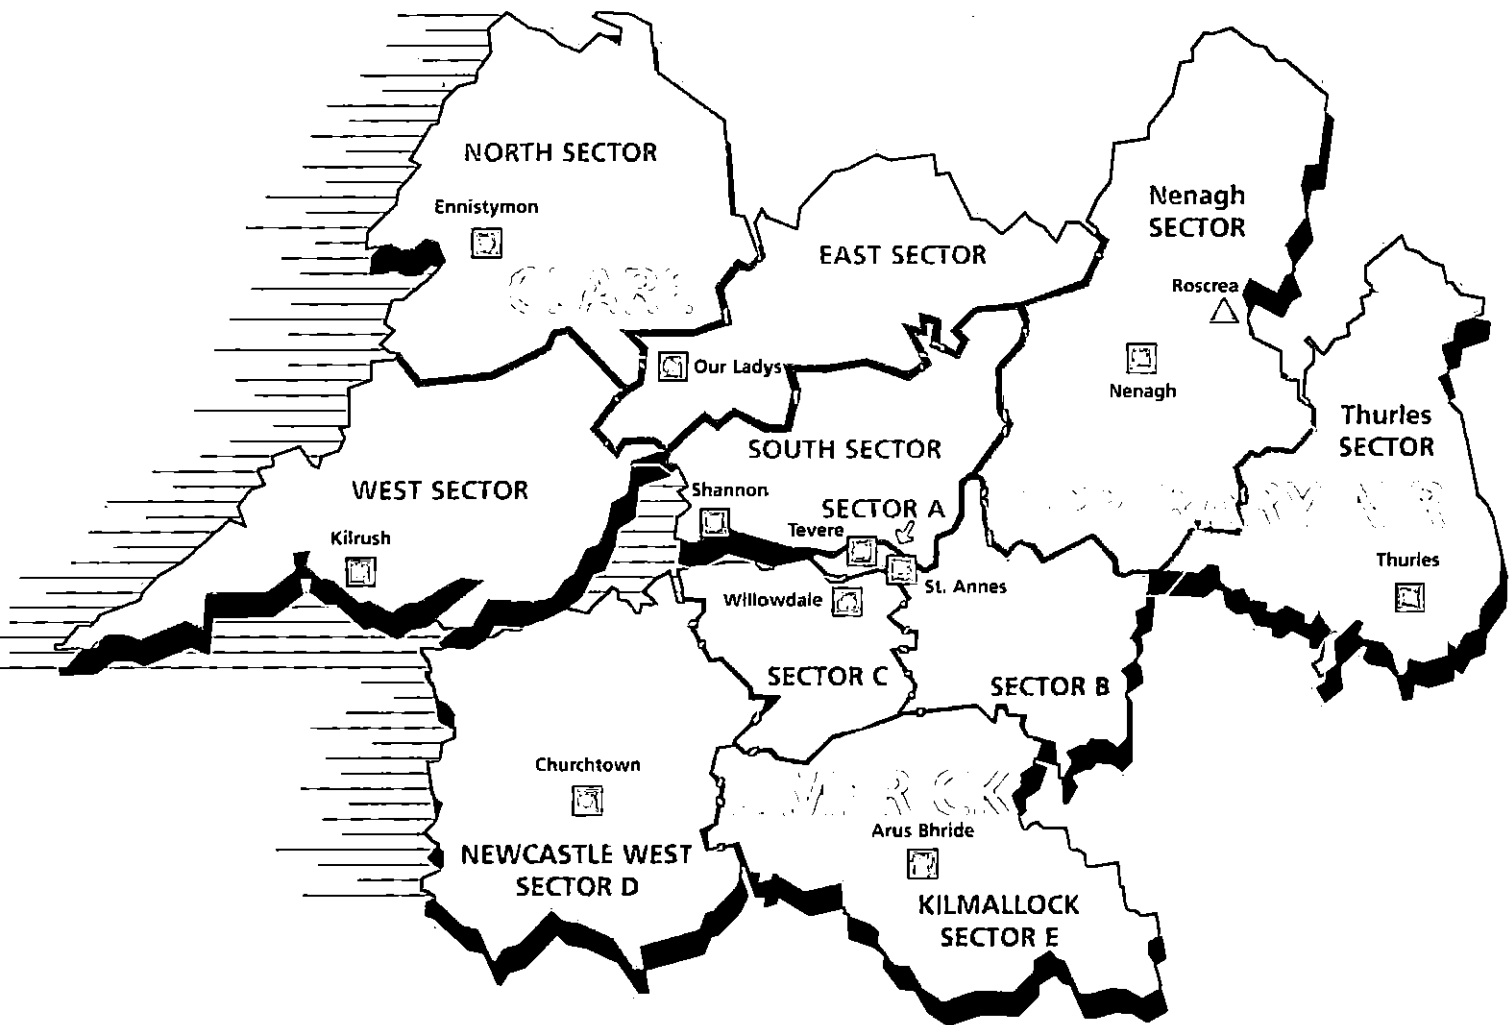 NORTH SECTOR
Ennistymon
EAST SECTOR
Nenagh
SECTOR
Roscrea
Our Ladys
Nenagh
Thurles
SECTOR
SOUTH SECTOR
WEST SECTOR
Shannon
SECTOR A
Tevere
Kilrush
Thurles
St. Annes
Willowdale
SECTOR C
SECTOR B
Churchtown
Arus Bhride
NEWCASTLE WEST
SECTOR D
KILMALLOCK
SECTOR E